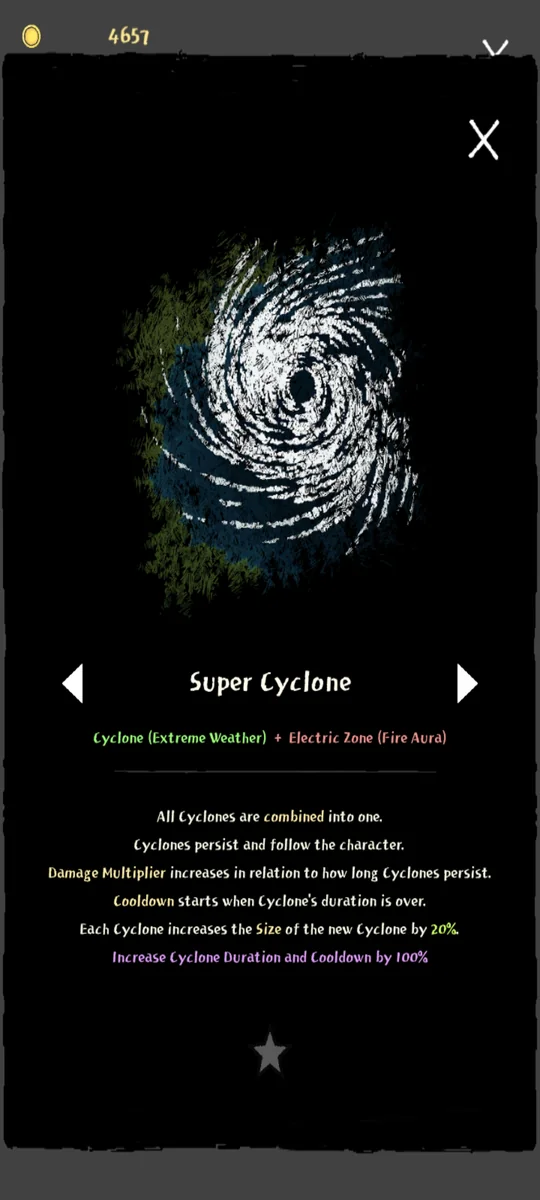 4657
X
Super Cyclone
Cyclone (Extreme Weather) + Electric Zone (Fire Aura)
All Cyclones are combined into one.
Cyclones persist and follow the character.
Damage Multiplier increases in relation to how long Cyclones persist.
Cooldown starts when Cyclone's duration is over.
Each Cyclone increases the Size of the new Cyclone by 20%.
Increase Cyclone Duration and Cooldown by 100%